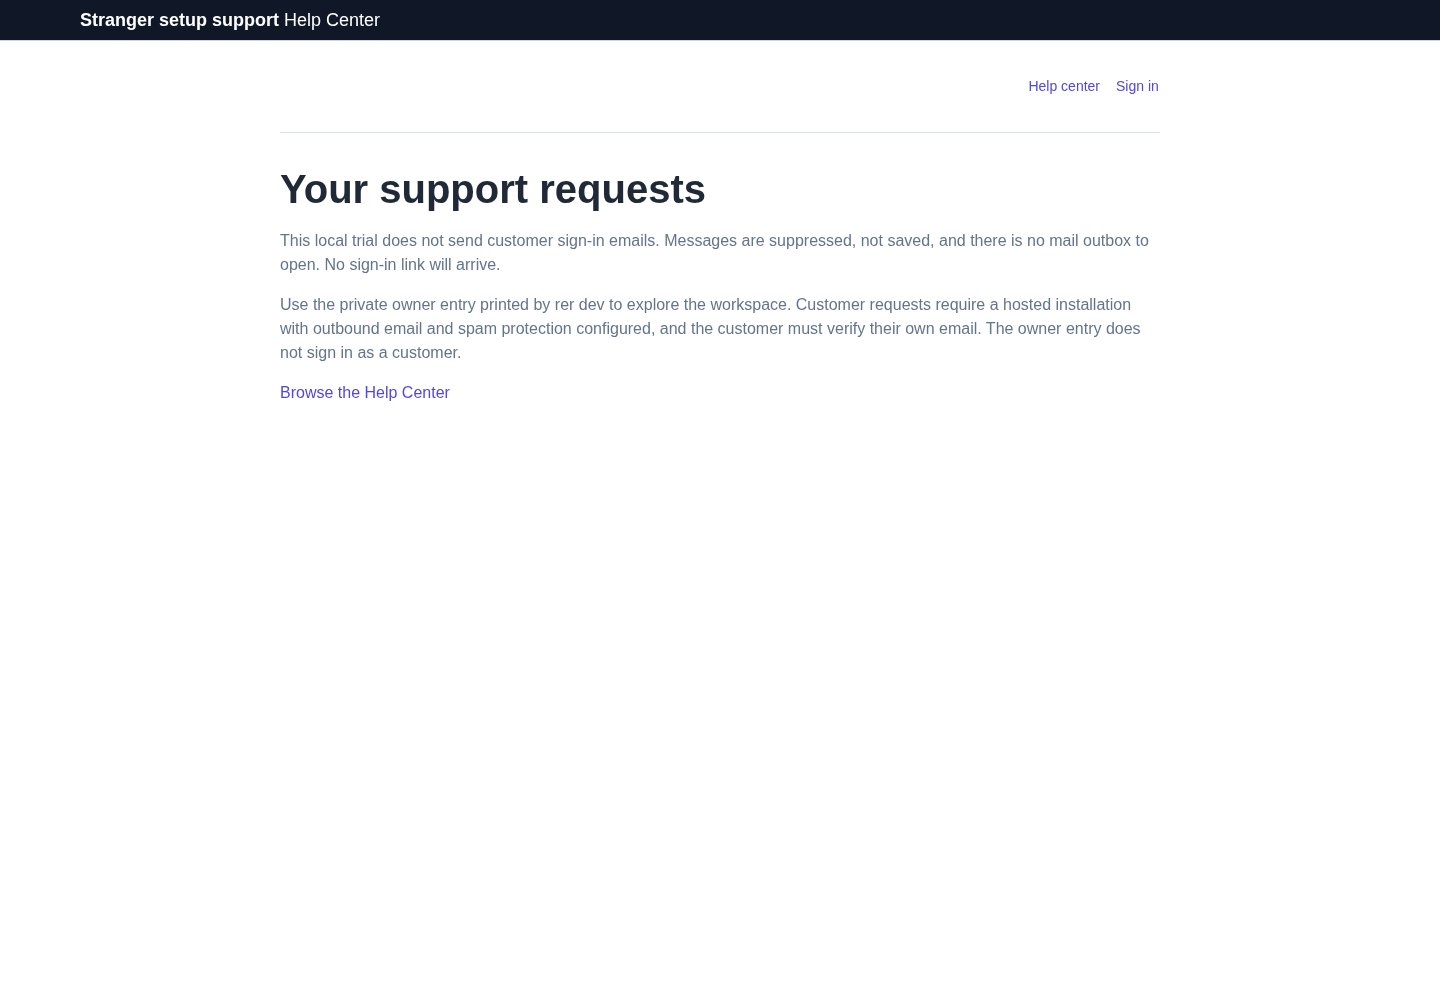 Stranger setup support Help Center
Help center Sign in
Your support requests
This local trial does not send customer sign-in emails. Messages are suppressed, not saved, and there is no mail outbox to
open. No sign-in link will arrive.
Use the private owner entry printed by rer dev to explore the workspace. Customer requests require a hosted installation
with outbound email and spam protection configured, and the customer must verify their own email. The owner entry does
not sign in as a customer.
Browse the Help Center